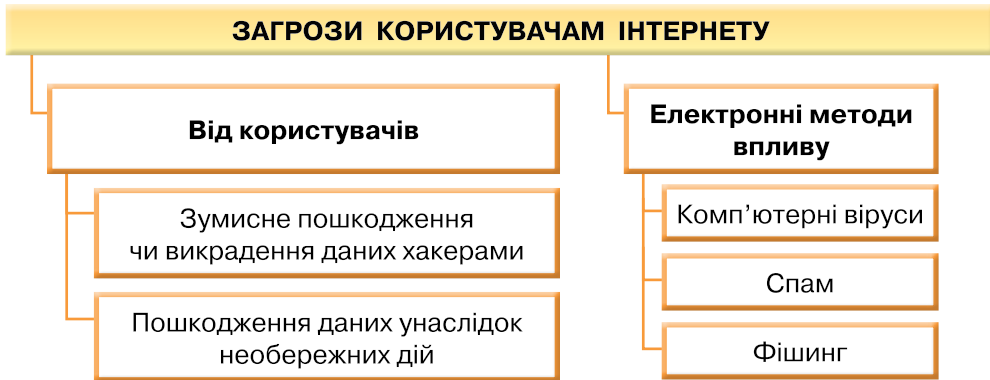 ЗАГРОЗИ КОРИСТУВАЧАМ ІНТЕРНЕТУ
Від користувачів
Зумисне пошкодження
чи викрадення даних хакерами
Пошкодження даних унаслідок
необережних дій
Електронні методи
впливу
Комп’ютерні віруси
Спам
Фішинг